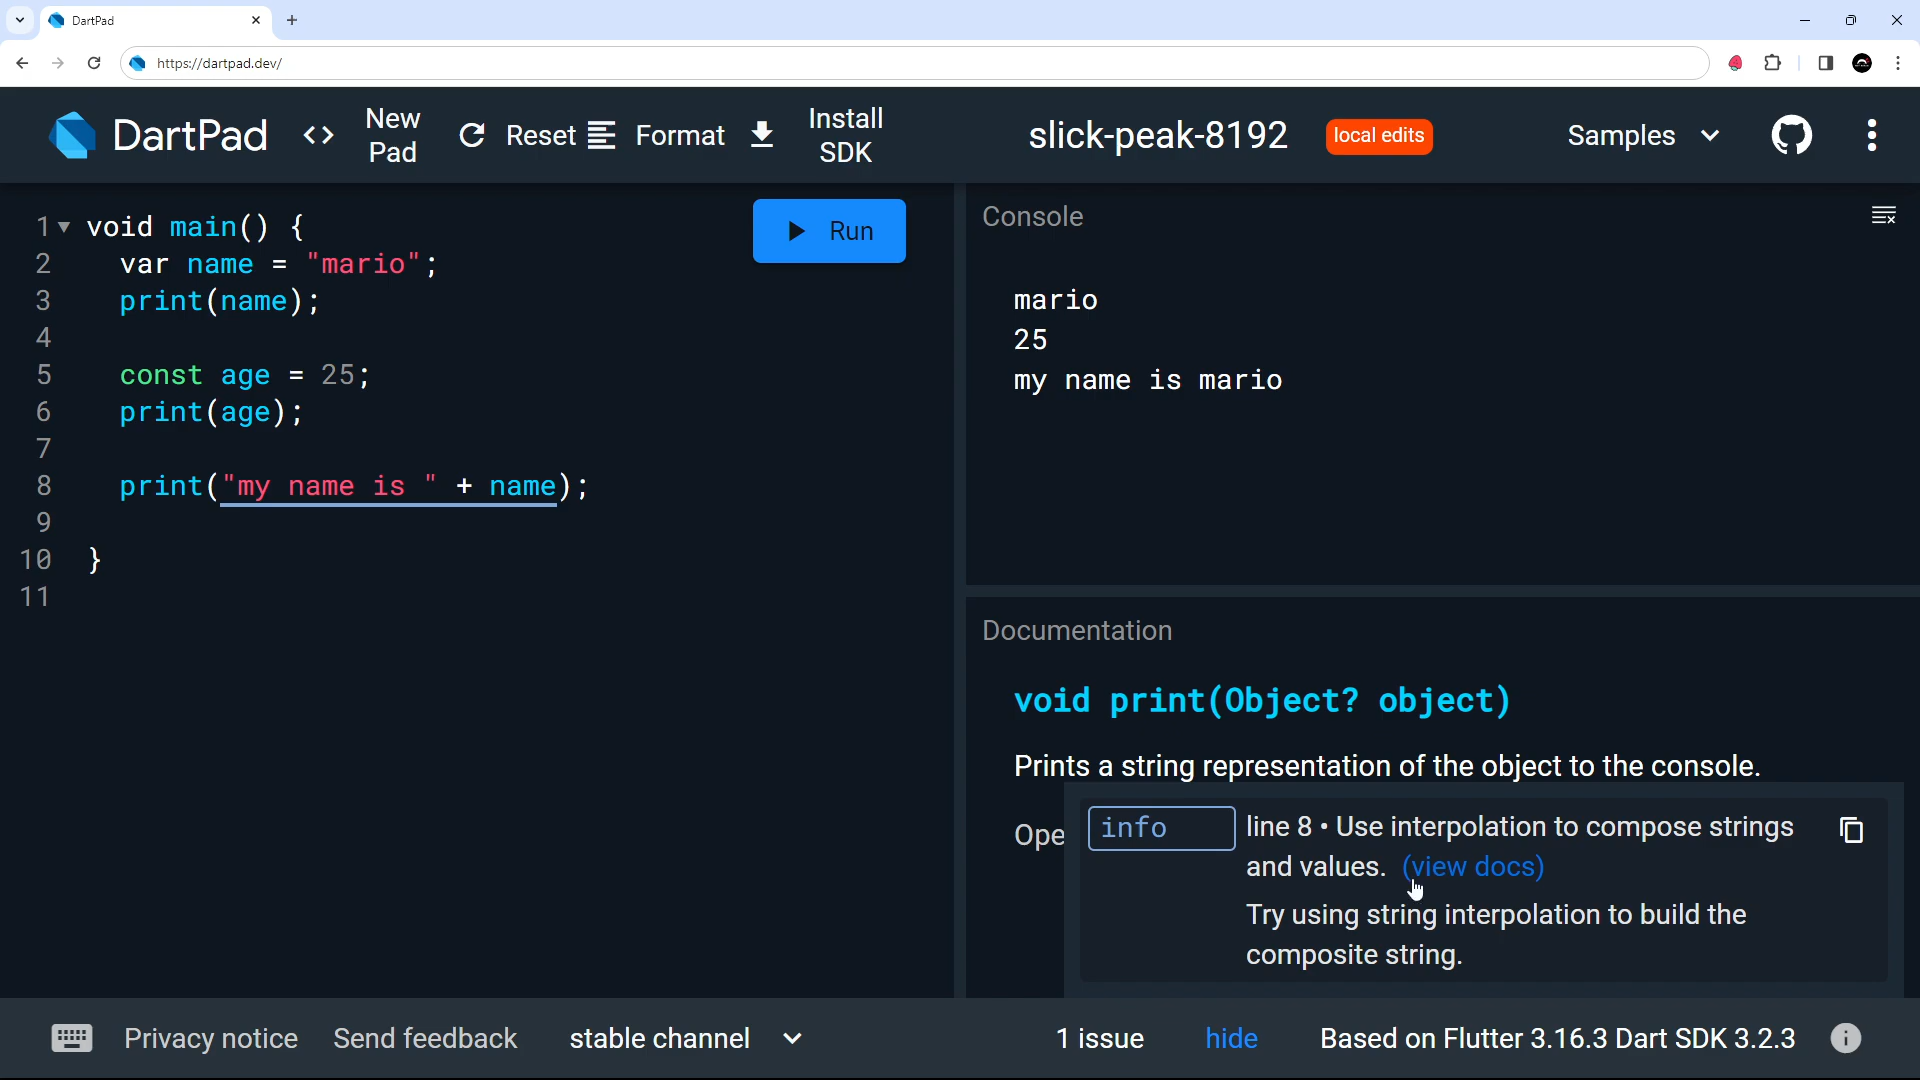 DartPad
https://dartpad.dev/
DartPad
New Pad
Reset
Format
Install SDK
slick-peak-8192
local edits
Samples
Run
1 void main() {
2   var name = "mario";
3   print(name);
4
5   const age = 25;
6   print(age);
7
8   print("my name is " + name);
9
10 }
11
Console
mario
25
my name is mario
Documentation
void print(Object? object)
Prints a string representation of the object to the console.
Ope
info
line 8 • Use interpolation to compose strings
and values. (view docs)
Try using string interpolation to build the
composite string.
Privacy notice
Send feedback
stable channel
1 issue
hide
Based on Flutter 3.16.3 Dart SDK 3.2.3